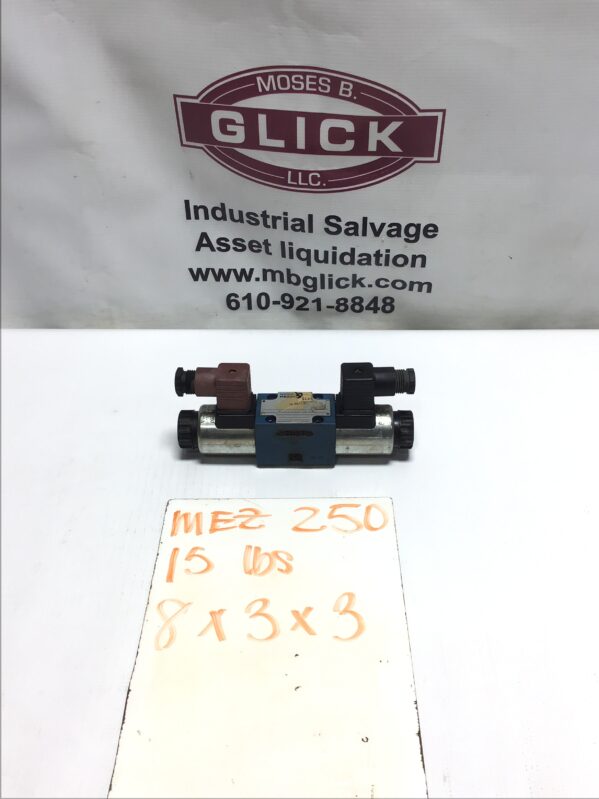 MOSES B.
GLICK
LLC.
Industrial Salvage
Asset liquidation
www.mbglick.com
610-921-8848
MEZ 250
15 lbs
8 x 3 x 3